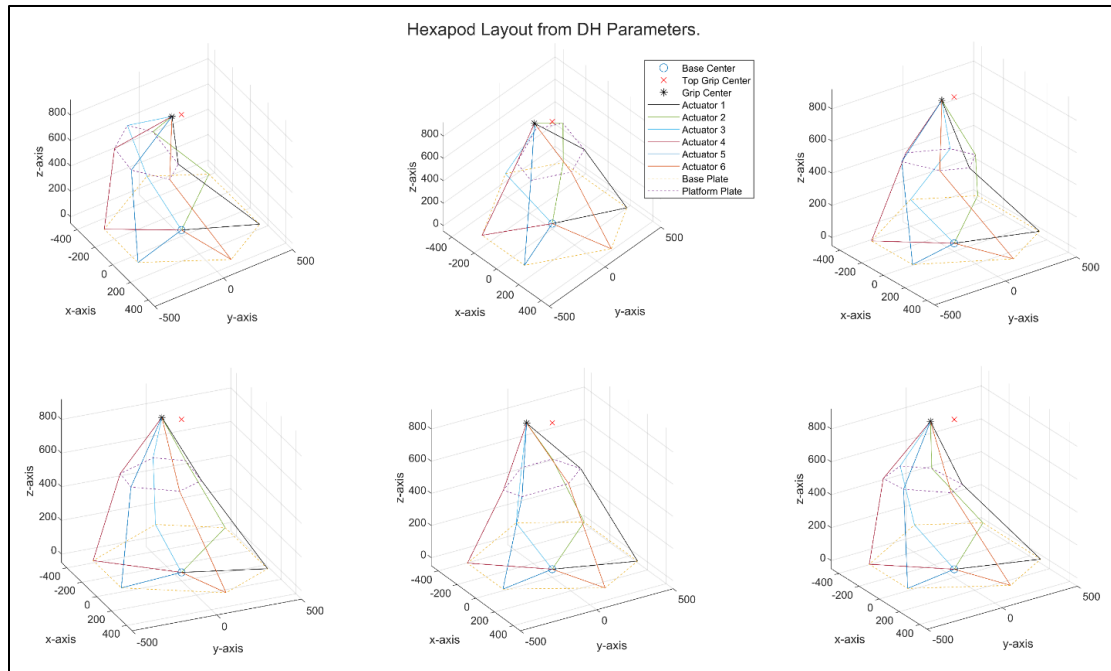 Hexapod Layout from DH Parameters.
800
600
400
200
0
z-axis
-400
-200
0
200
400
x-axis
-500
0
500
y-axis
800
600
400
200
0
z-axis
-400
-200
0
200
400
x-axis
-500
0
500
y-axis
Base Center
Top Grip Center
Grip Center
Actuator 1
Actuator 2
Actuator 3
Actuator 4
Actuator 5
Actuator 6
Base Plate
Platform Plate
800
600
400
200
0
z-axis
-400
-200
0
200
400
x-axis
-500
0
500
y-axis
800
600
400
200
0
z-axis
-400
-200
0
200
400
x-axis
-500
0
500
y-axis
800
600
400
200
0
z-axis
-400
-200
0
200
400
x-axis
-500
0
500
y-axis
800
600
400
200
0
z-axis
-400
-200
0
200
400
x-axis
-500
0
500
y-axis